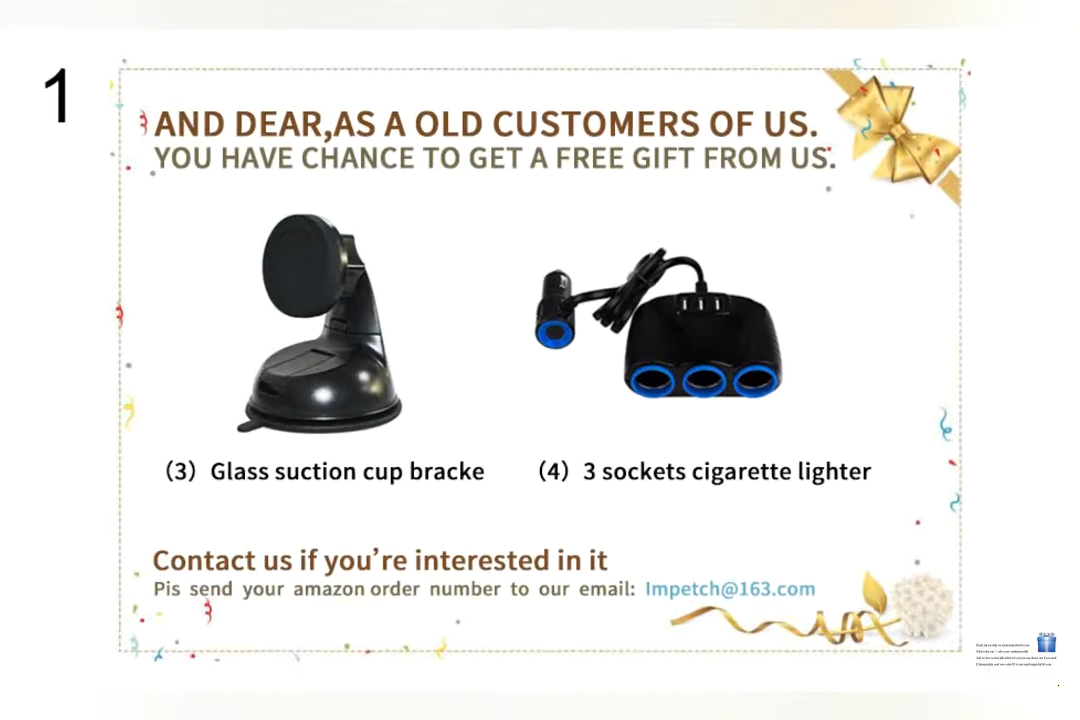 1
AND DEAR,AS A OLD CUSTOMERS OF US.
YOU HAVE CHANCE TO GET A FREE GIFT FROM US.
（3）Glass suction cup bracke
（4）3 sockets cigarette lighter
Contact us if you're interested in it
Pis send your amazon order number to our email: Impetch@163.com